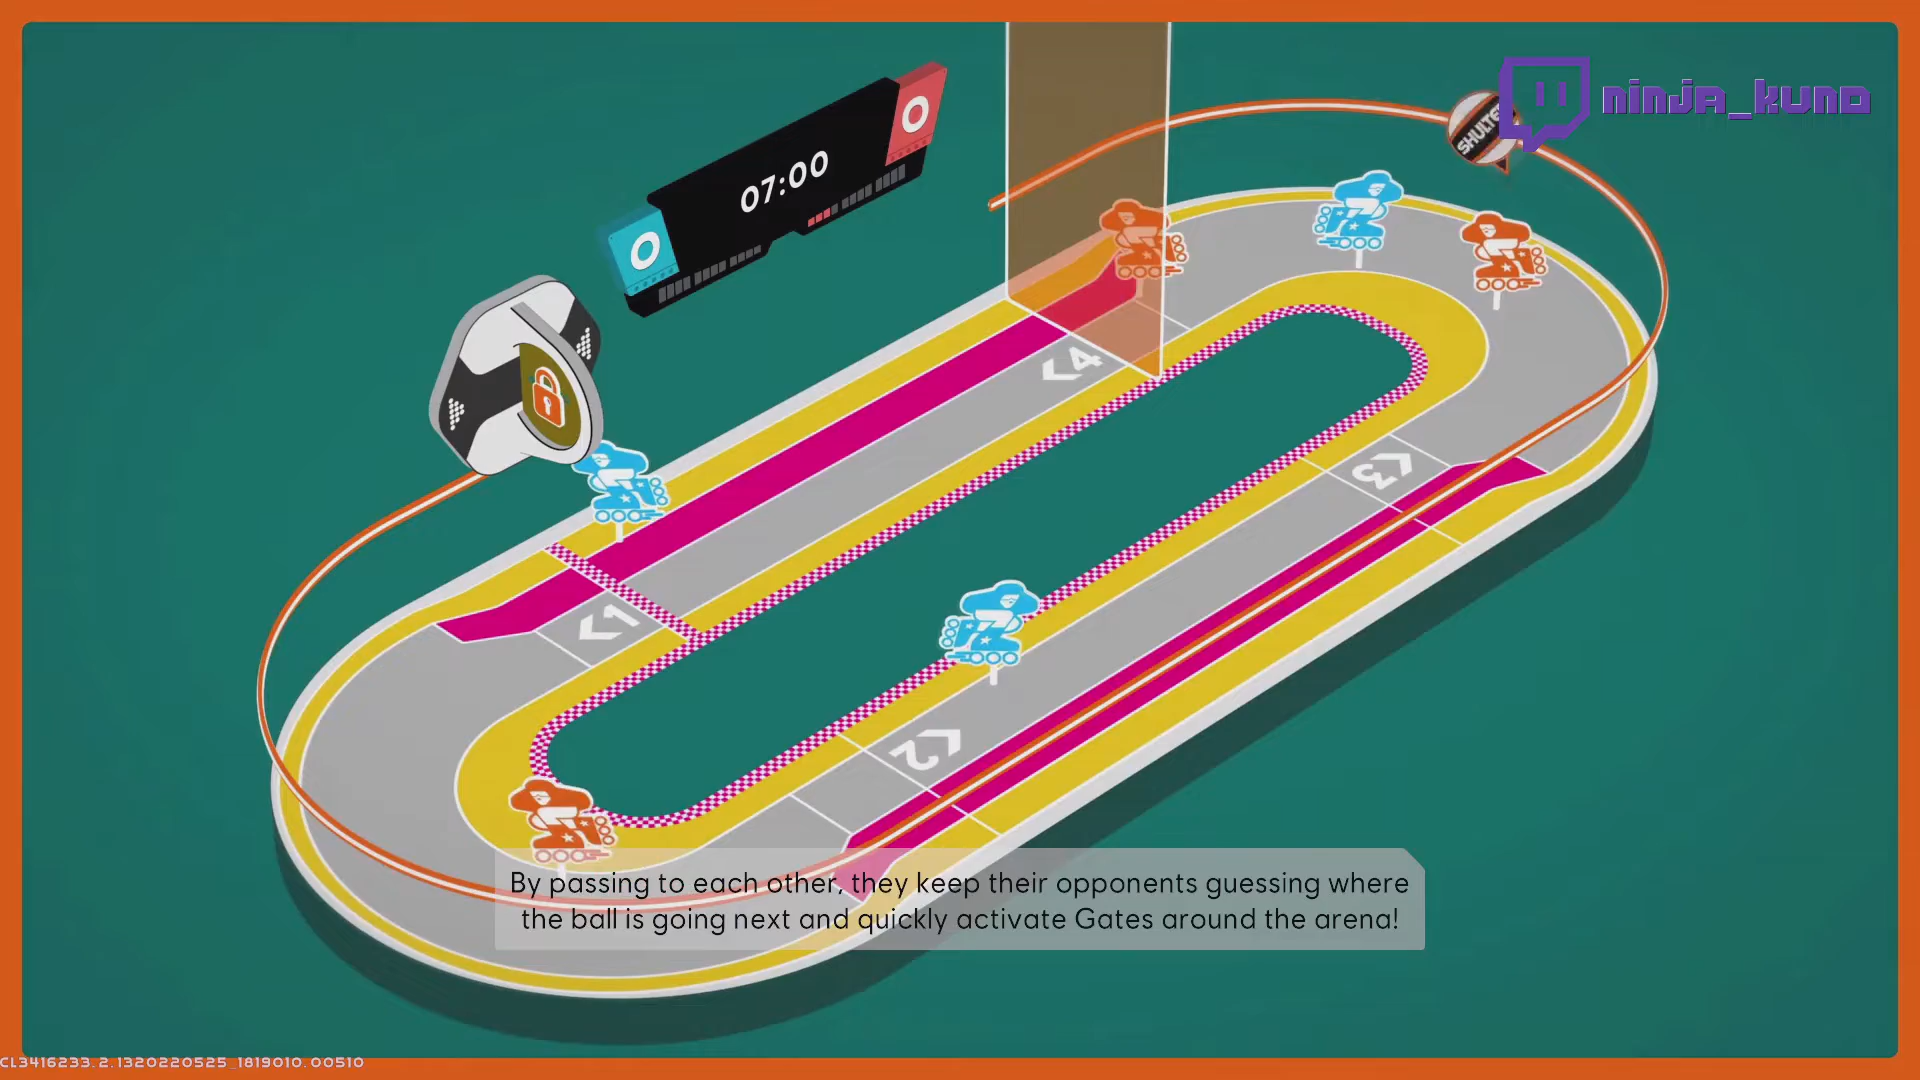 ninja_kuno
SHULTE
0
07:00
0
<4
<3
<1
<2
By passing to each other, they keep their opponents guessing where
the ball is going next and quickly activate Gates around the arena!
CL3416233.2.1320220525_1819010.00510